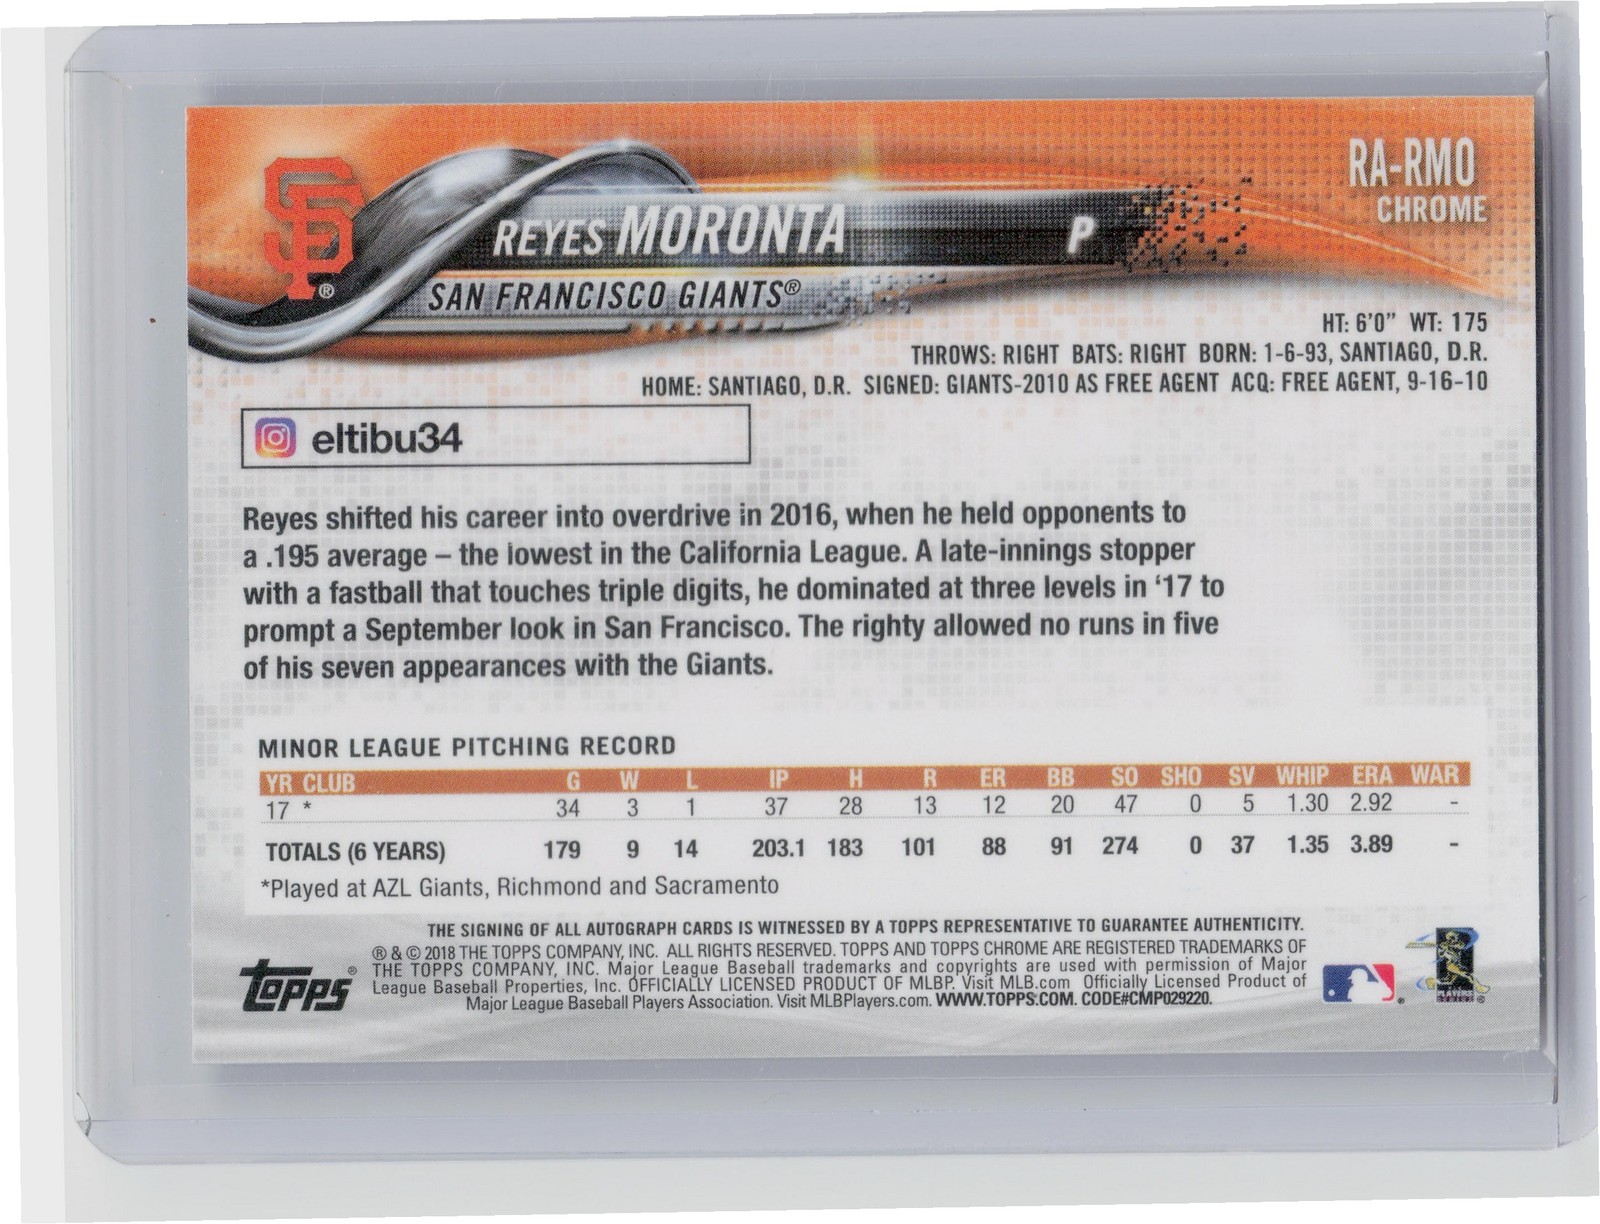 RA-RMO
CHROME
SF®
REYES MORONTA P
SAN FRANCISCO GIANTS®
HT: 6'0" WT: 175
THROWS: RIGHT BATS: RIGHT BORN: 1-6-93, SANTIAGO, D.R.
HOME: SANTIAGO, D.R. SIGNED: GIANTS-2010 AS FREE AGENT ACQ: FREE AGENT, 9-16-10
eltibu34
Reyes shifted his career into overdrive in 2016, when he held opponents to
a .195 average – the lowest in the California League. A late-innings stopper
with a fastball that touches triple digits, he dominated at three levels in ‘17 to
prompt a September look in San Francisco. The righty allowed no runs in five
of his seven appearances with the Giants.
MINOR LEAGUE PITCHING RECORD
YR CLUB G W L IP H R ER BB SO SHO SV WHIP ERA WAR
17 * 34 3 1 37 28 13 12 20 47 0 5 1.30 2.92 -
TOTALS (6 YEARS) 179 9 14 203.1 183 101 88 91 274 0 37 1.35 3.89 -
*Played at AZL Giants, Richmond and Sacramento
THE SIGNING OF ALL AUTOGRAPH CARDS IS WITNESSED BY A TOPPS REPRESENTATIVE TO GUARANTEE AUTHENTICITY.
® & © 2018 THE TOPPS COMPANY, INC. ALL RIGHTS RESERVED. TOPPS AND TOPPS CHROME ARE REGISTERED TRADEMARKS OF
THE TOPPS COMPANY, INC. Major League Baseball trademarks and copyrights are used with permission of Major
League Baseball Properties, Inc. OFFICIALLY LICENSED PRODUCT OF MLBP. Visit MLB.com Officially Licensed Product of
Major League Baseball Players Association. Visit MLBPlayers.com. WWW.TOPPS.COM. CODE#CMP029220.
topps®
PLAYERS